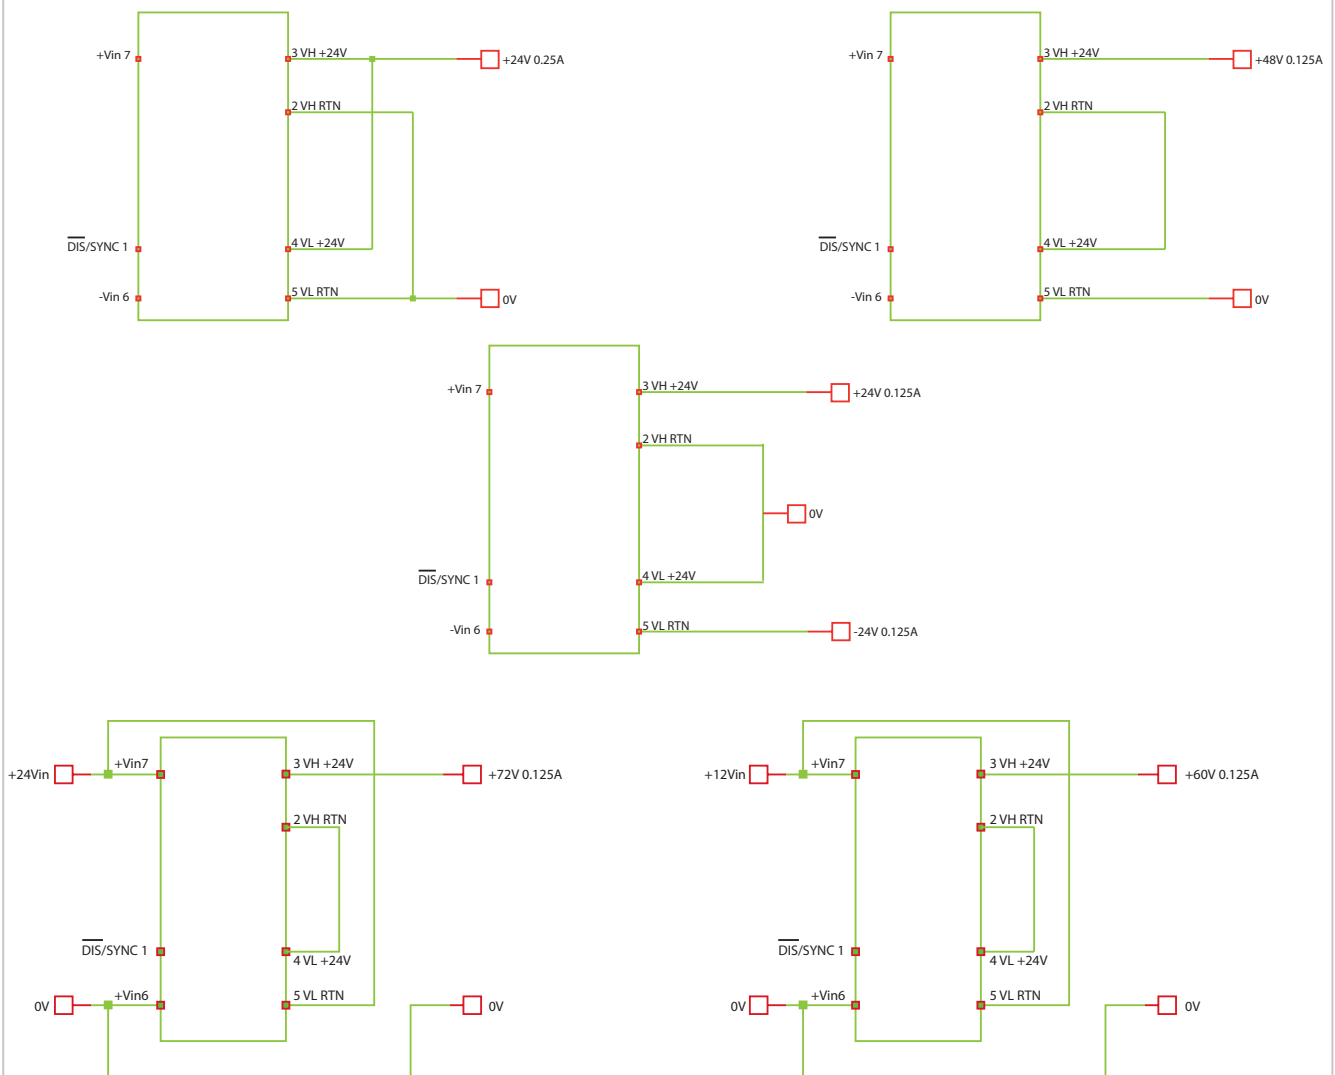 +Vin 7
3 VH +24V
+24V 0.25A
2 VH RTN
DIS/SYNC 1
4 VL +24V
-Vin 6
5 VL RTN
0V
+Vin 7
3 VH +24V
+48V 0.125A
2 VH RTN
DIS/SYNC 1
4 VL +24V
-Vin 6
5 VL RTN
0V
+Vin 7
3 VH +24V
+24V 0.125A
2 VH RTN
0V
DIS/SYNC 1
4 VL +24V
-Vin 6
5 VL RTN
-24V 0.125A
+24Vin
+Vin7
3 VH +24V
+72V 0.125A
2 VH RTN
DIS/SYNC 1
4 VL +24V
0V
+Vin6
5 VL RTN
0V
+12Vin
+Vin7
3 VH +24V
+60V 0.125A
2 VH RTN
DIS/SYNC 1
4 VL +24V
0V
+Vin6
5 VL RTN
0V